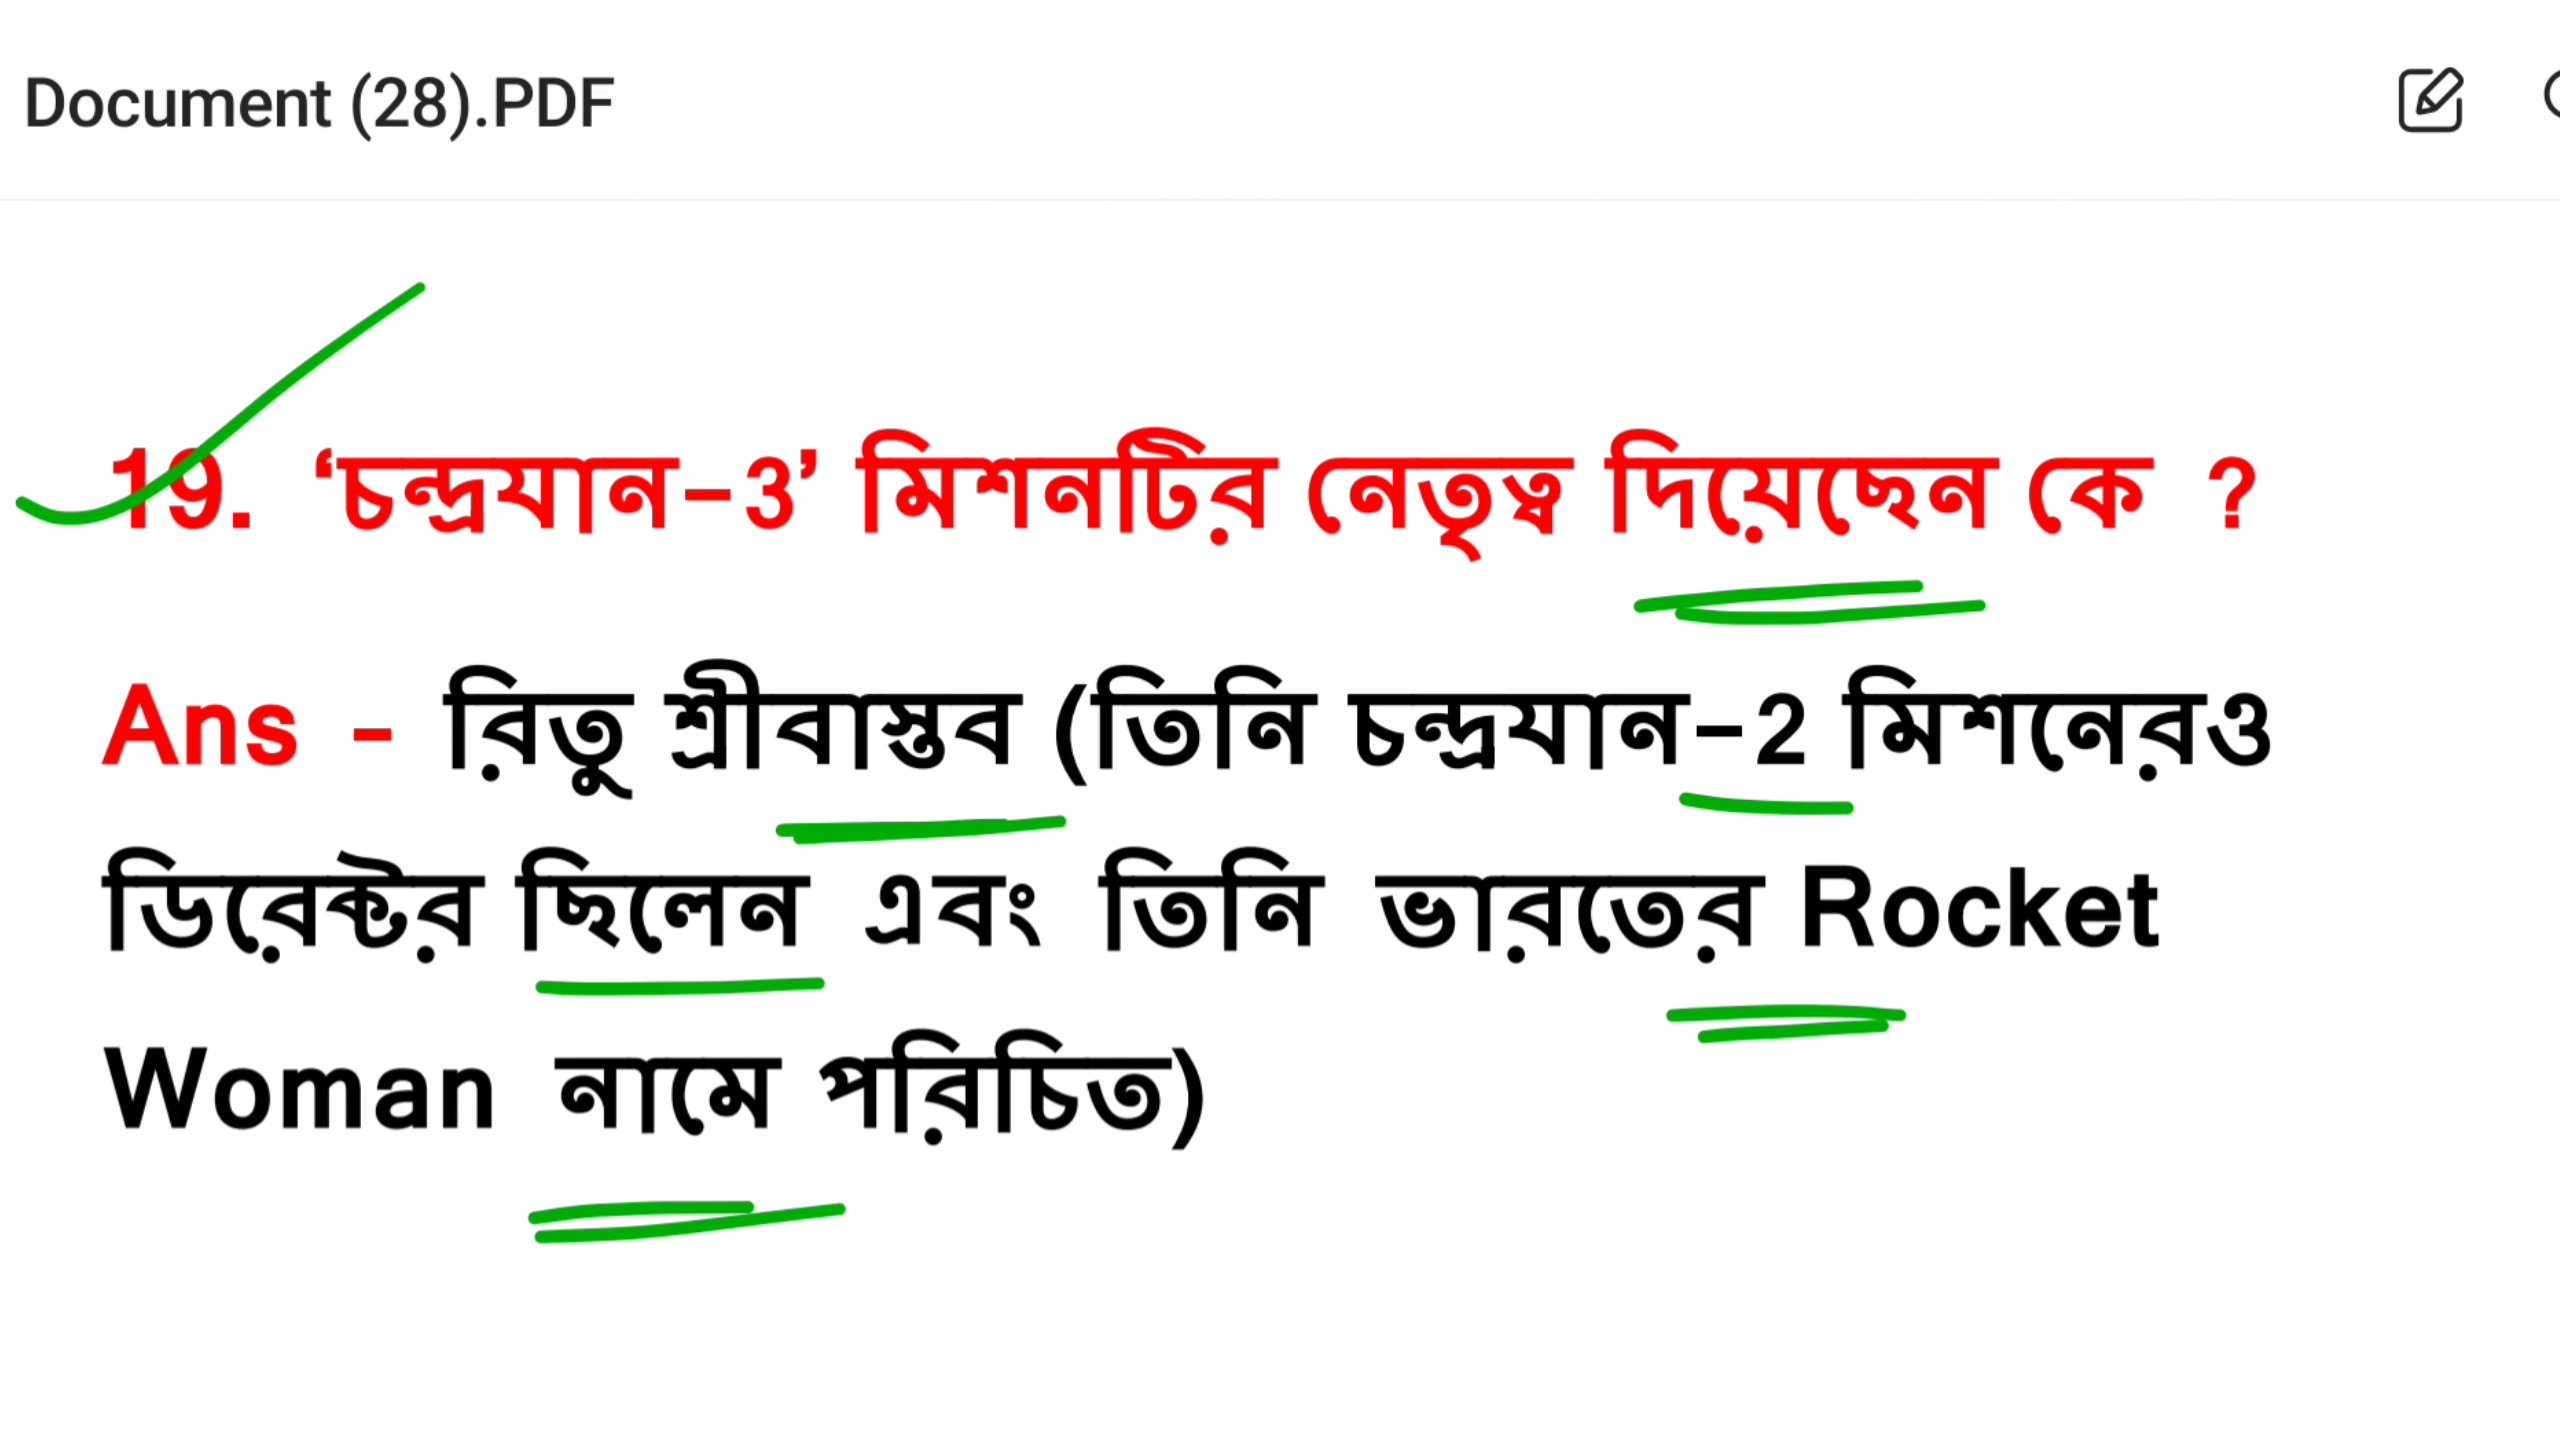 Document (28).PDF
19. ‘চন্দ্রযান-3’ মিশনটির নেতৃত্ব দিয়েছেন কে ?
Ans - রিতু শ্রীবাস্তব (তিনি চন্দ্রযান-2 মিশনেরও
ডিরেক্টর ছিলেন এবং তিনি ভারতের Rocket
Woman নামে পরিচিত)